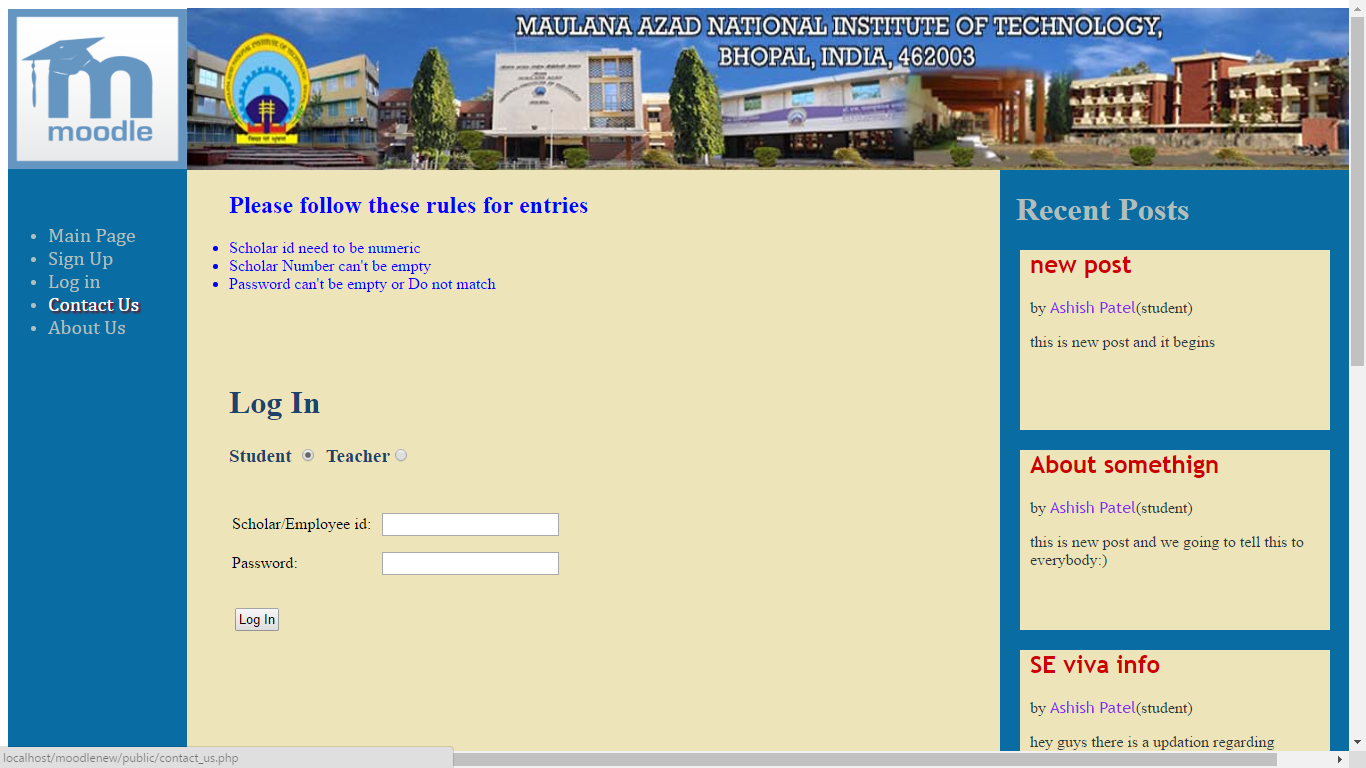 moodle
MAULANA AZAD NATIONAL INSTITUTE OF TECHNOLOGY,
BHOPAL, INDIA, 462003
Main Page
Sign Up
Log in
Contact Us
About Us
Please follow these rules for entries
Scholar id need to be numeric
Scholar Number can't be empty
Password can't be empty or Do not match
Log In
Student Teacher
Scholar/Employee id:
Password:
Log In
Recent Posts
new post
by Ashish Patel(student)
this is new post and it begins
About somethign
by Ashish Patel(student)
this is new post and we going to tell this to
everybody:)
SE viva info
by Ashish Patel(student)
hey guys there is a updation regarding
localhost/moodlenew/public/contact_us.php